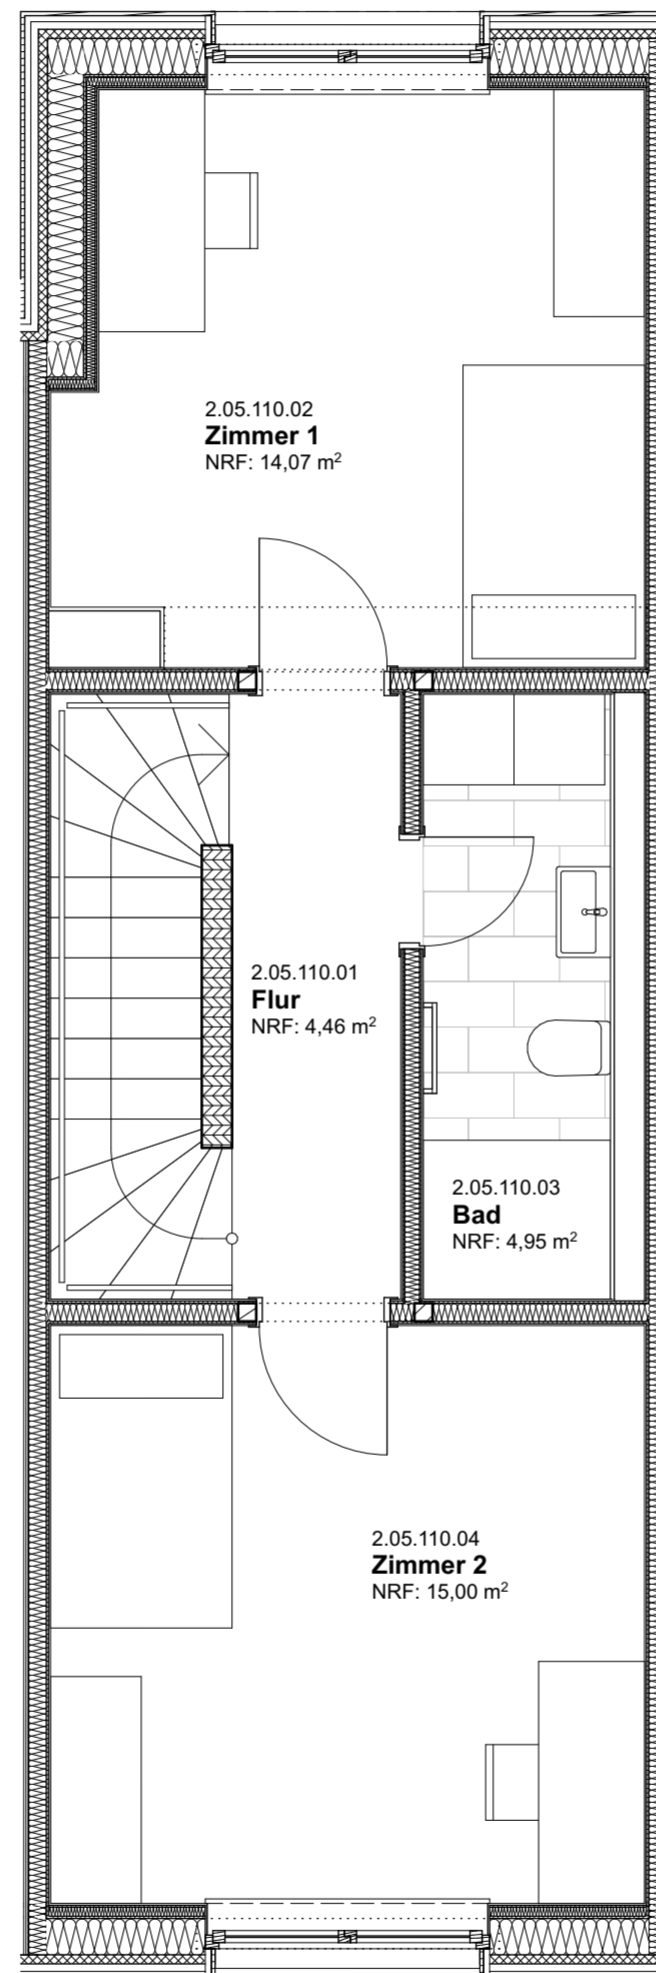 2.05.110.02
Zimmer 1
NRF: 14,07 m²
2.05.110.01
Flur
NRF: 4,46 m²
2.05.110.03
Bad
NRF: 4,95 m²
2.05.110.04
Zimmer 2
NRF: 15,00 m²